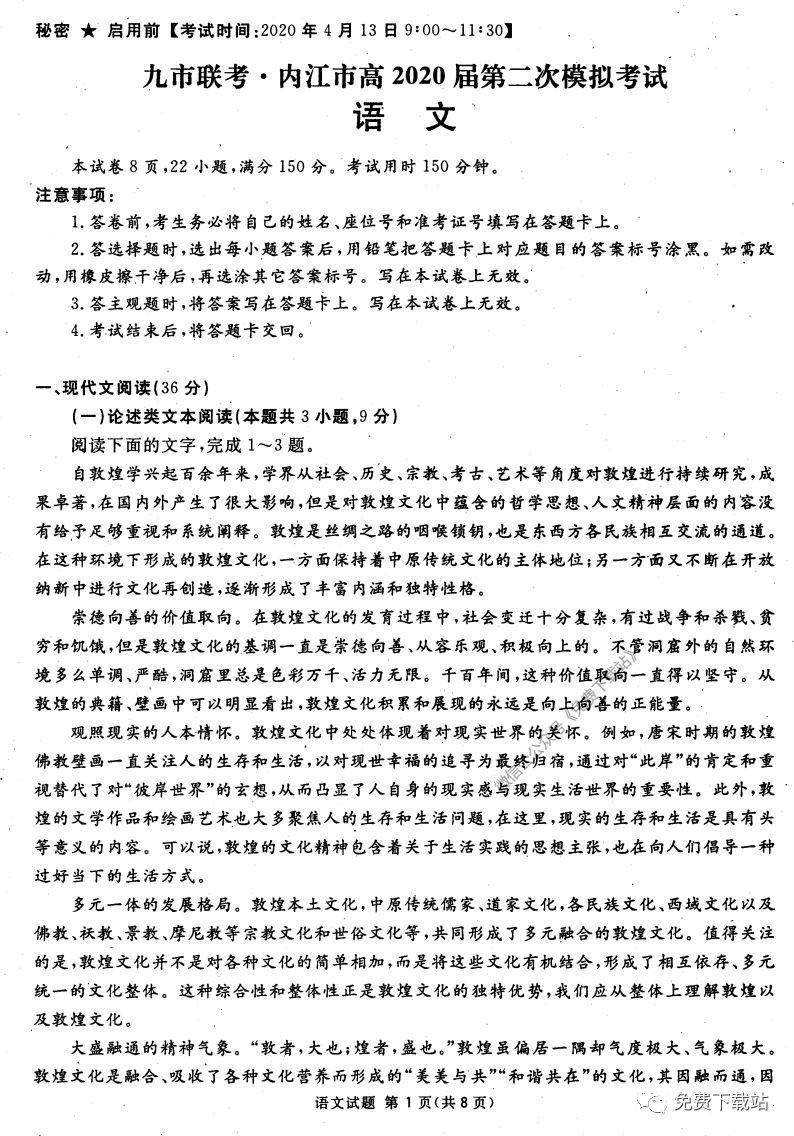 秘密 ★ 启用前【考试时间:2020 年 4 月 13 日 9:00～11:30】
九市联考·内江市高 2020 届第二次模拟考试
语 文
本试卷 8 页,22 小题,满分 150 分。考试用时 150 分钟。
注意事项:
1.答卷前,考生务必将自己的姓名、座位号和准考证号填写在答题卡上。
2.答选择题时,选出每小题答案后,用铅笔把答题卡上对应题目的答案标号涂黑。如需改
动,用橡皮擦干净后,再选涂其它答案标号。写在本试卷上无效。
3.答主观题时,将答案写在答题卡上。写在本试卷上无效。
4.考试结束后,将答题卡交回。
一、现代文阅读(36 分)
(一)论述类文本阅读(本题共 3 小题,9 分)
阅读下面的文字,完成 1～3 题。
自敦煌学兴起百余年来,学界从社会、历史、宗教、考古、艺术等角度对敦煌进行持续研究,成
果卓著,在国内外产生了很大影响,但是对敦煌文化中蕴含的哲学思想、人文精神层面的内容没
有给予足够重视和系统阐释。敦煌是丝绸之路的咽喉锁钥,也是东西方各民族相互交流的通道。
在这种环境下形成的敦煌文化,一方面保持着中原传统文化的主体地位;另一方面又不断在开放
纳新中进行文化再创造,逐渐形成了丰富内涵和独特性格。
崇德向善的价值取向。在敦煌文化的发育过程中,社会变迁十分复杂,有过战争和杀戮、贫
穷和饥饿,但是敦煌文化的基调一直是崇德向善、从容乐观、积极向上的。不管洞窟外的自然环
境多么单调、严酷,洞窟里总是色彩万千、活力无限。千百年间,这种价值取向一直得以坚守。从
敦煌的典籍、壁画中可以明显看出,敦煌文化积累和展现的永远是向上向善的正能量。
观照现实的人本情怀。敦煌文化中处处体现着对现实世界的关怀。例如,唐宋时期的敦煌
佛教壁画一直关注人的生存和生活,以对现世幸福的追寻为最终归宿,通过对“此岸”的肯定和重
视替代了对“彼岸世界”的玄想,从而凸显了人自身的现实感与现实生活世界的重要性。此外,敦
煌的文学作品和绘画艺术也大多聚焦人的生存和生活问题,在这里,现实的生存和生活是具有头
等意义的内容。可以说,敦煌的文化精神包含着关于生活实践的思想主张,也在向人们倡导一种
过好当下的生活方式。
多元一体的发展格局。敦煌本土文化,中原传统儒家、道家文化,各民族文化、西域文化以及
佛教、祆教、景教、摩尼教等宗教文化和世俗文化等,共同形成了多元融合的敦煌文化。值得关注
的是,敦煌文化并不是对各种文化的简单相加,而是将这些文化有机结合,形成了相互依存、多元
统一的文化整体。这种综合性和整体性正是敦煌文化的独特优势,我们应从整体上理解敦煌以
及敦煌文化。
大盛融通的精神气象。“敦者,大也;煌者,盛也。”敦煌虽偏居一隅却气度极大、气象极大。
敦煌文化是融合、吸收了各种文化营养而形成的“美美与共”“和谐共在”的文化,其因融而通,因
语文试题 第 1 页(共 8 页)
免费下载站
微信公众号《免费下载站》